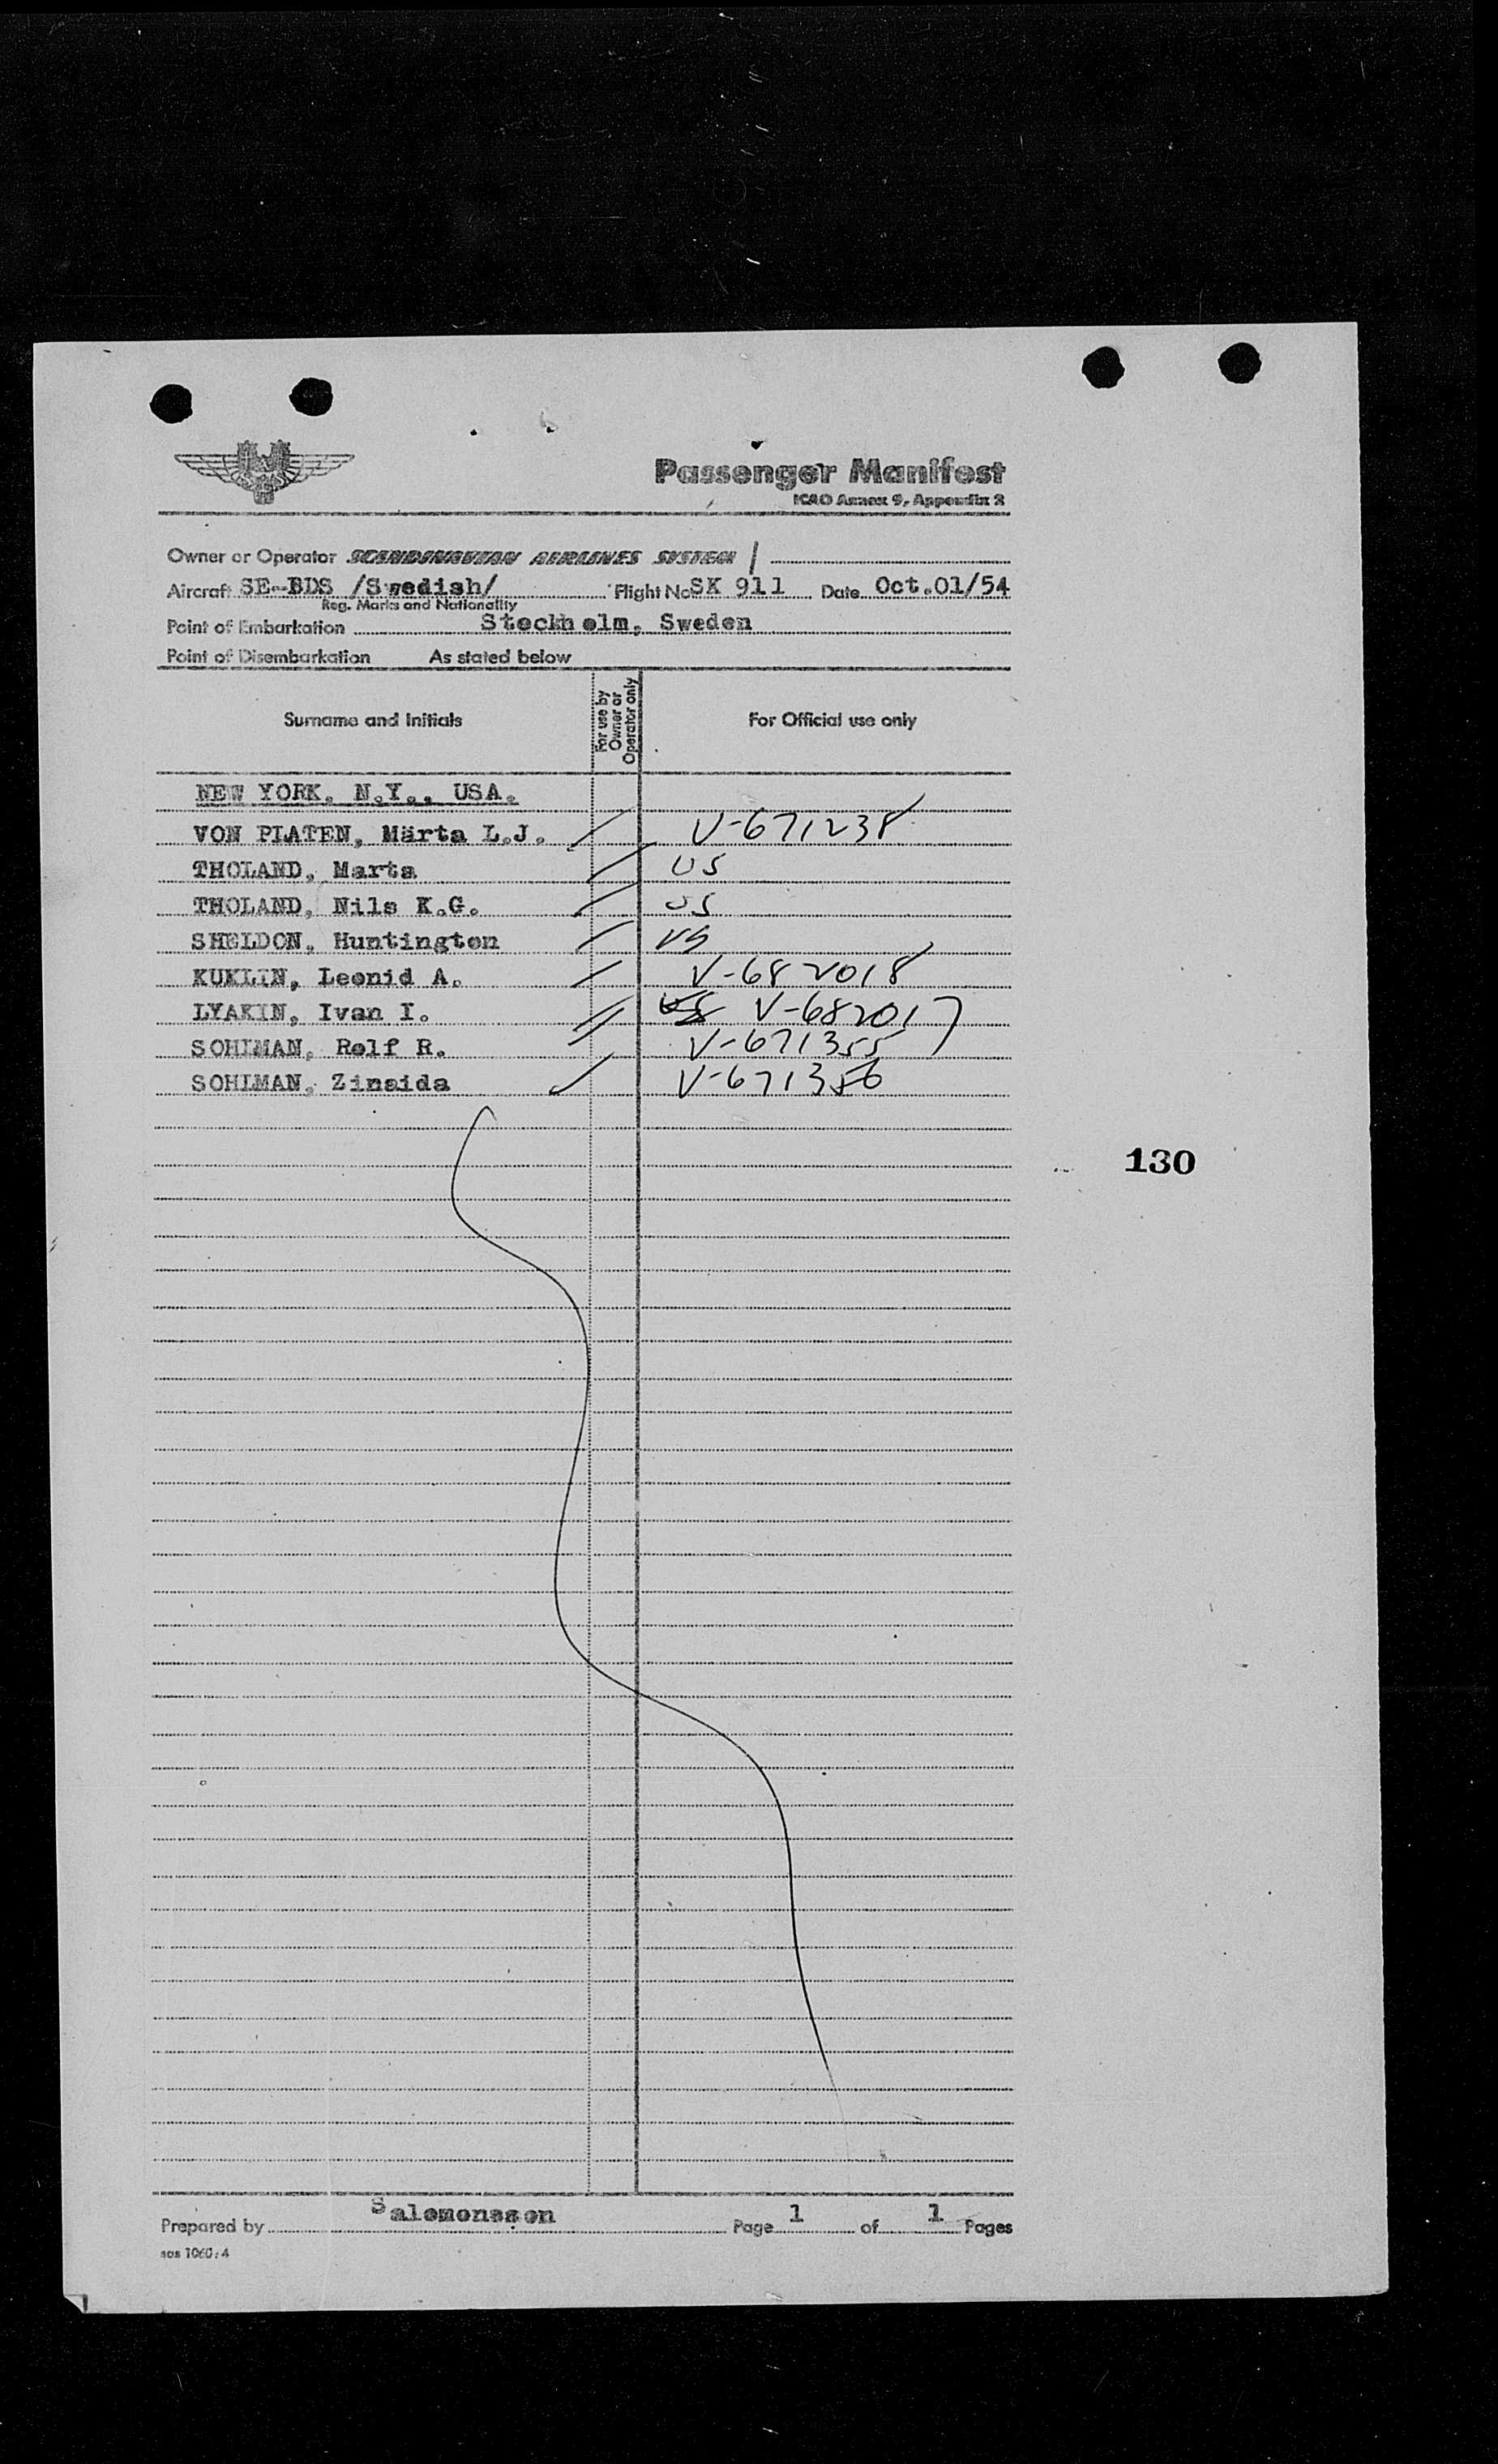 Passenger Manifest
ICAO Annex 9, Appendix 2
Owner or Operator SCANDINAVIAN AIRLINES SYSTEM
Aircraft SE-BDS /Swedish/ Flight No SK 911 Date Oct.01/54
Reg. Marks and Nationality
Point of Embarkation Stockholm, Sweden
Point of Disembarkation As stated below
Surname and Initials For use by Owner or Operator only For Official use only
NEW YORK, N.Y., USA.
VON PLATEN, Märta L.J. V-671238
THOLAND, Marta US
THOLAND, Nils K.G. US
SHELDON, Huntington US
KUKLIN, Leonid A. V-682018
LYAKIN, Ivan I. V-682017
SOHLMAN, Rolf R. V-671355
SOHLMAN, Zinaida V-671356
130
Prepared by Salomonsson Page 1 of 1 Pages
sas 1060:4